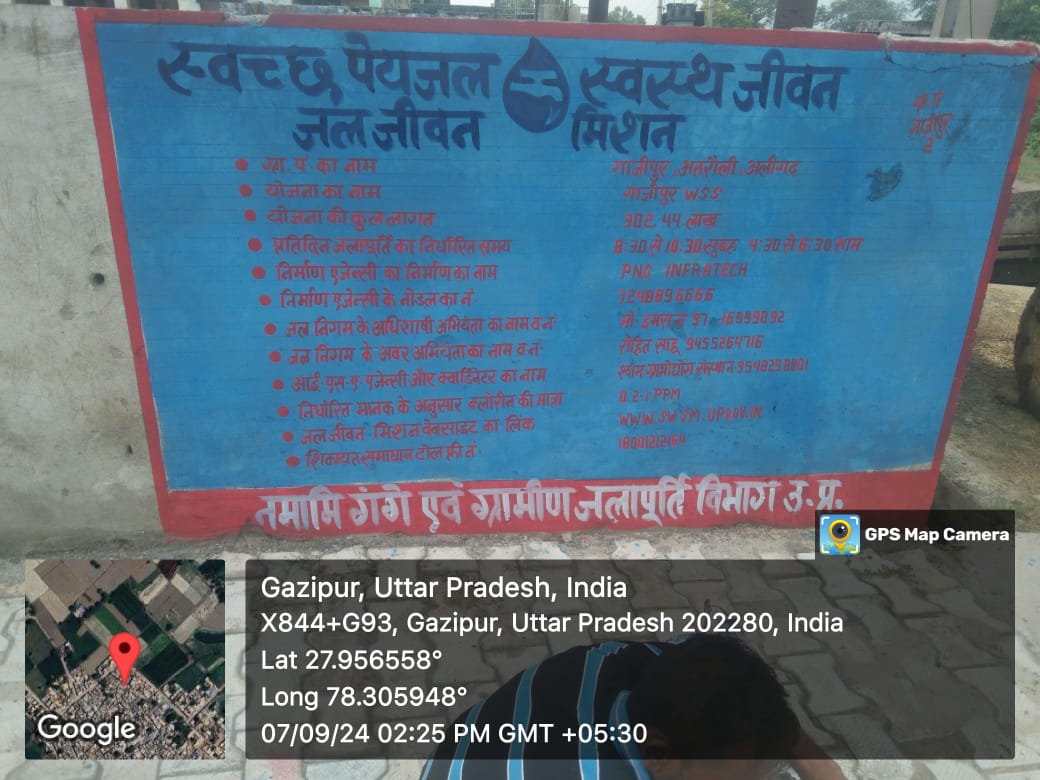 स्वच्छ पेयजल स्वस्थ जीवन
जल जीवन मिशन
ग्रा. पं.
गाजीपुर
2
ग्रा. पं. का नाम गाजीपुर, अतरौली, अलीगढ़
योजना का नाम गाजीपुर WSS
योजना की कुल लागत 302.44 लाख
प्रतिदिन जलापूर्ति का निर्धारित समय 8:30 से 10:30 सुबह 4:30 से 6:30 शाम
निर्माण एजेन्सी का निर्माण का नाम PNC INFRATECH
निर्माण एजेन्सी के नोडल का नं. 7248896666
जल निगम के अधिशाषी अभियंता का नाम व नं. मो. इमरान 97 16999092
जल निगम के अवर अभियंता का नाम व नं. रोहित साहू 9455264716
आई. एस. ए. एजेन्सी और क्वार्डिनेटर का नाम ग्रामोद्योग संस्थान 9548298801
निर्धारित मानक के अनुसार क्लोरीन की मात्रा 0.2-1 PPM
जल जीवन मिशन वेबसाइट का लिंक
शिकायत समाधान टोल फ्री नं. 18001212164
नमामि गंगे एवं ग्रामीण जलापूर्ति विभाग उ.प्र.
GPS Map Camera
Gazipur, Uttar Pradesh, India
X844+G93, Gazipur, Uttar Pradesh 202280, India
Lat 27.956558°
Long 78.305948°
07/09/24 02:25 PM GMT +05:30
Google